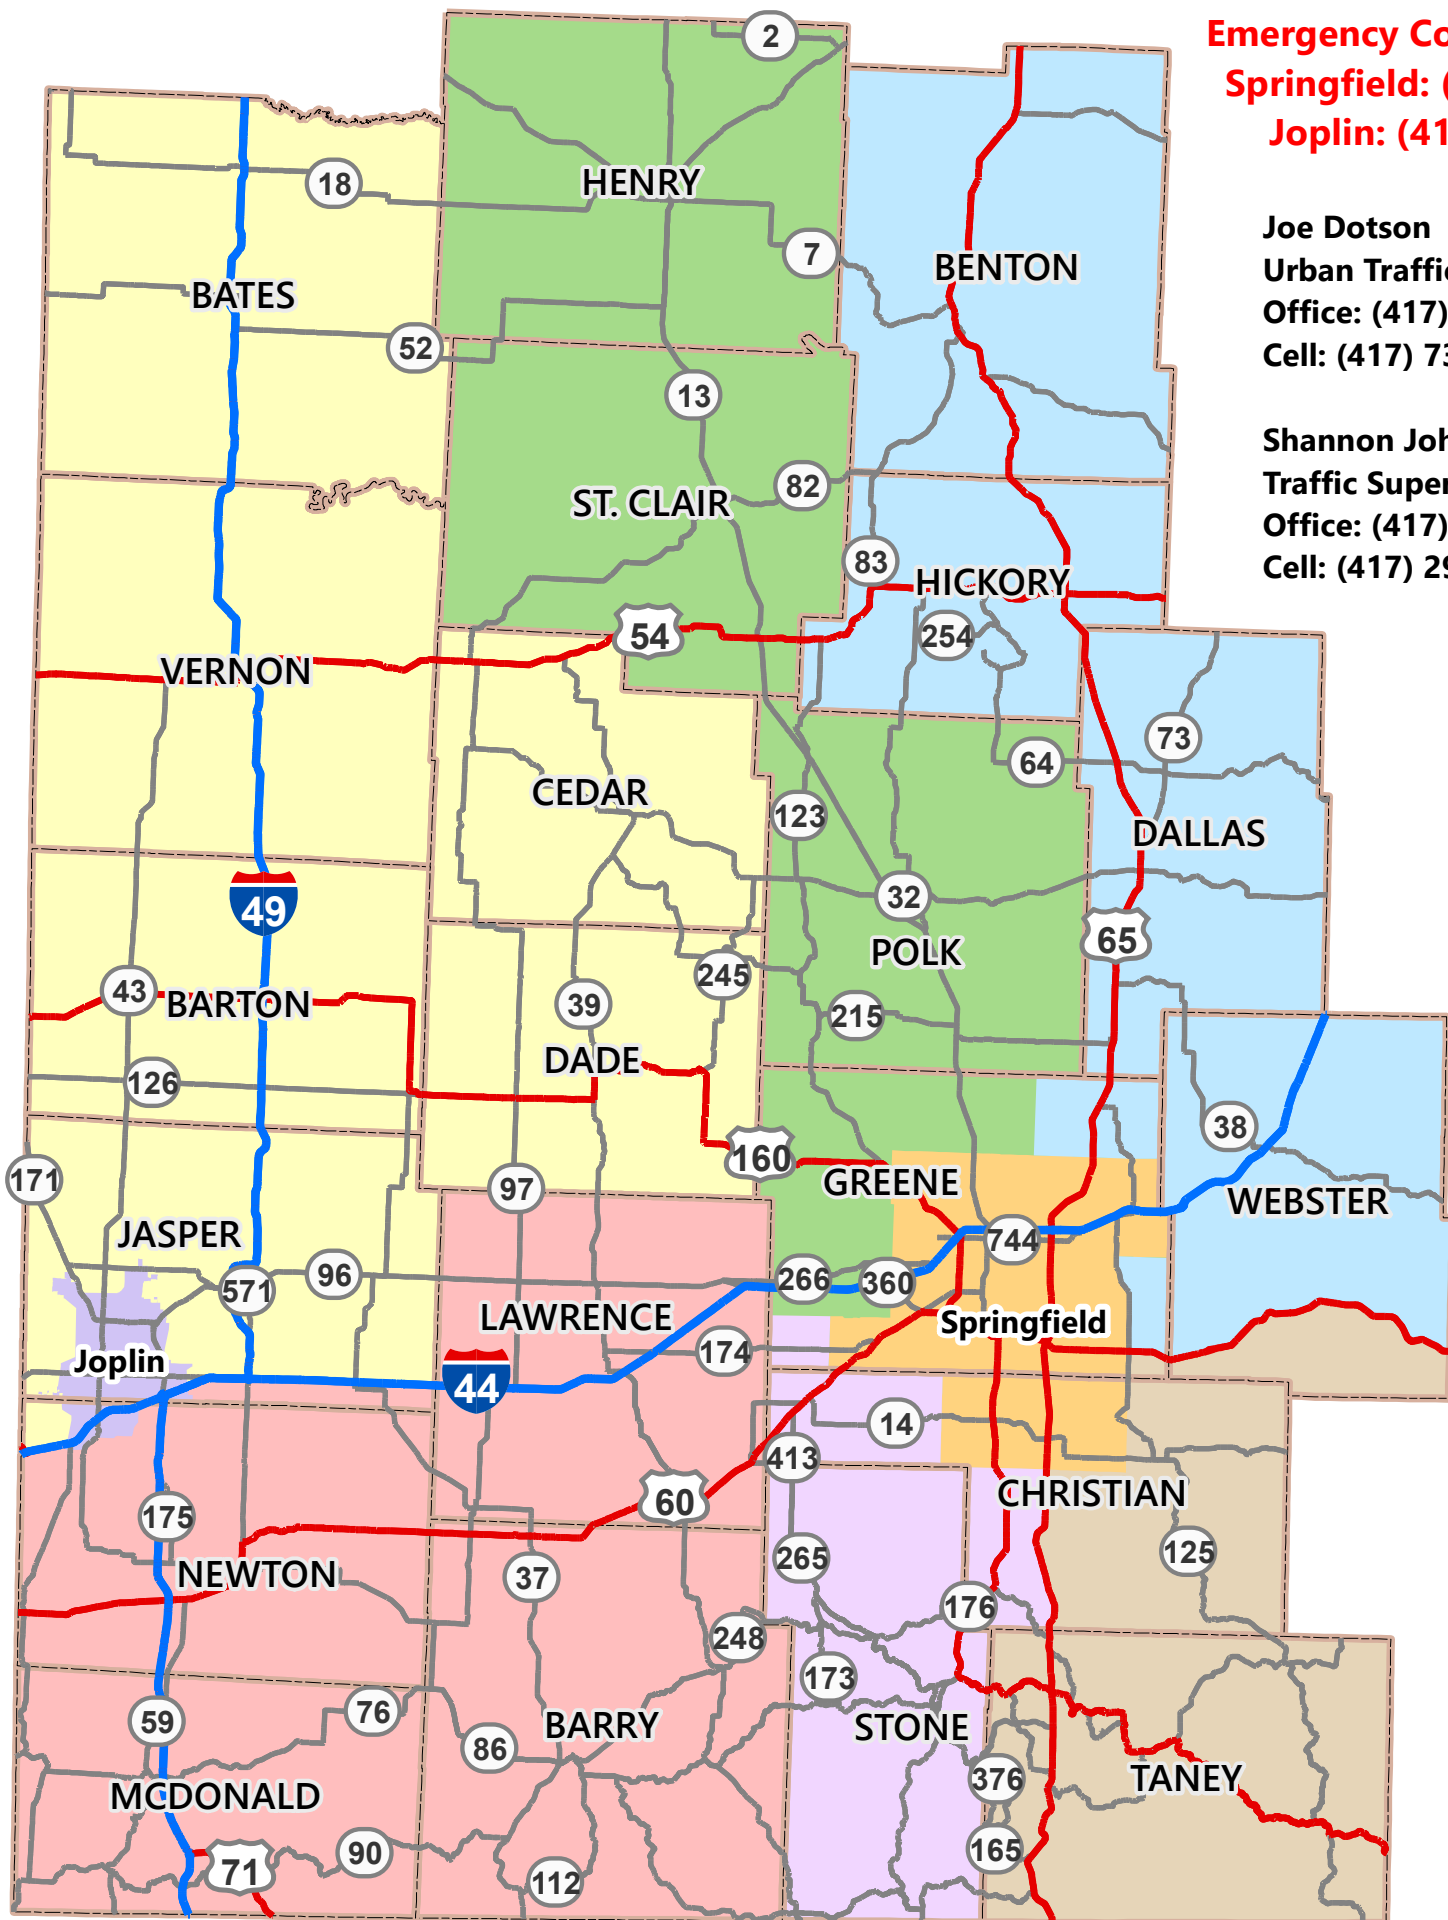 Emergency Co
Springfield: (
Joplin: (41
Joe Dotson
Urban Traffic
Office: (417)
Cell: (417) 73
Shannon Joh
Traffic Super
Office: (417)
Cell: (417) 29
2
18
HENRY
7
BENTON
BATES
52
13
82
ST. CLAIR
83
HICKORY
54
254
VERNON
73
64
CEDAR
123
DALLAS
49
32
65
POLK
245
43
BARTON
39
215
DADE
126
38
160
171
97
GREENE
WEBSTER
JASPER
744
96
266
360
571
LAWRENCE
Springfield
174
Joplin
44
14
413
60
CHRISTIAN
175
125
265
NEWTON
37
176
248
173
76
59
BARRY
STONE
86
376
TANEY
MCDONALD
165
90
71
112